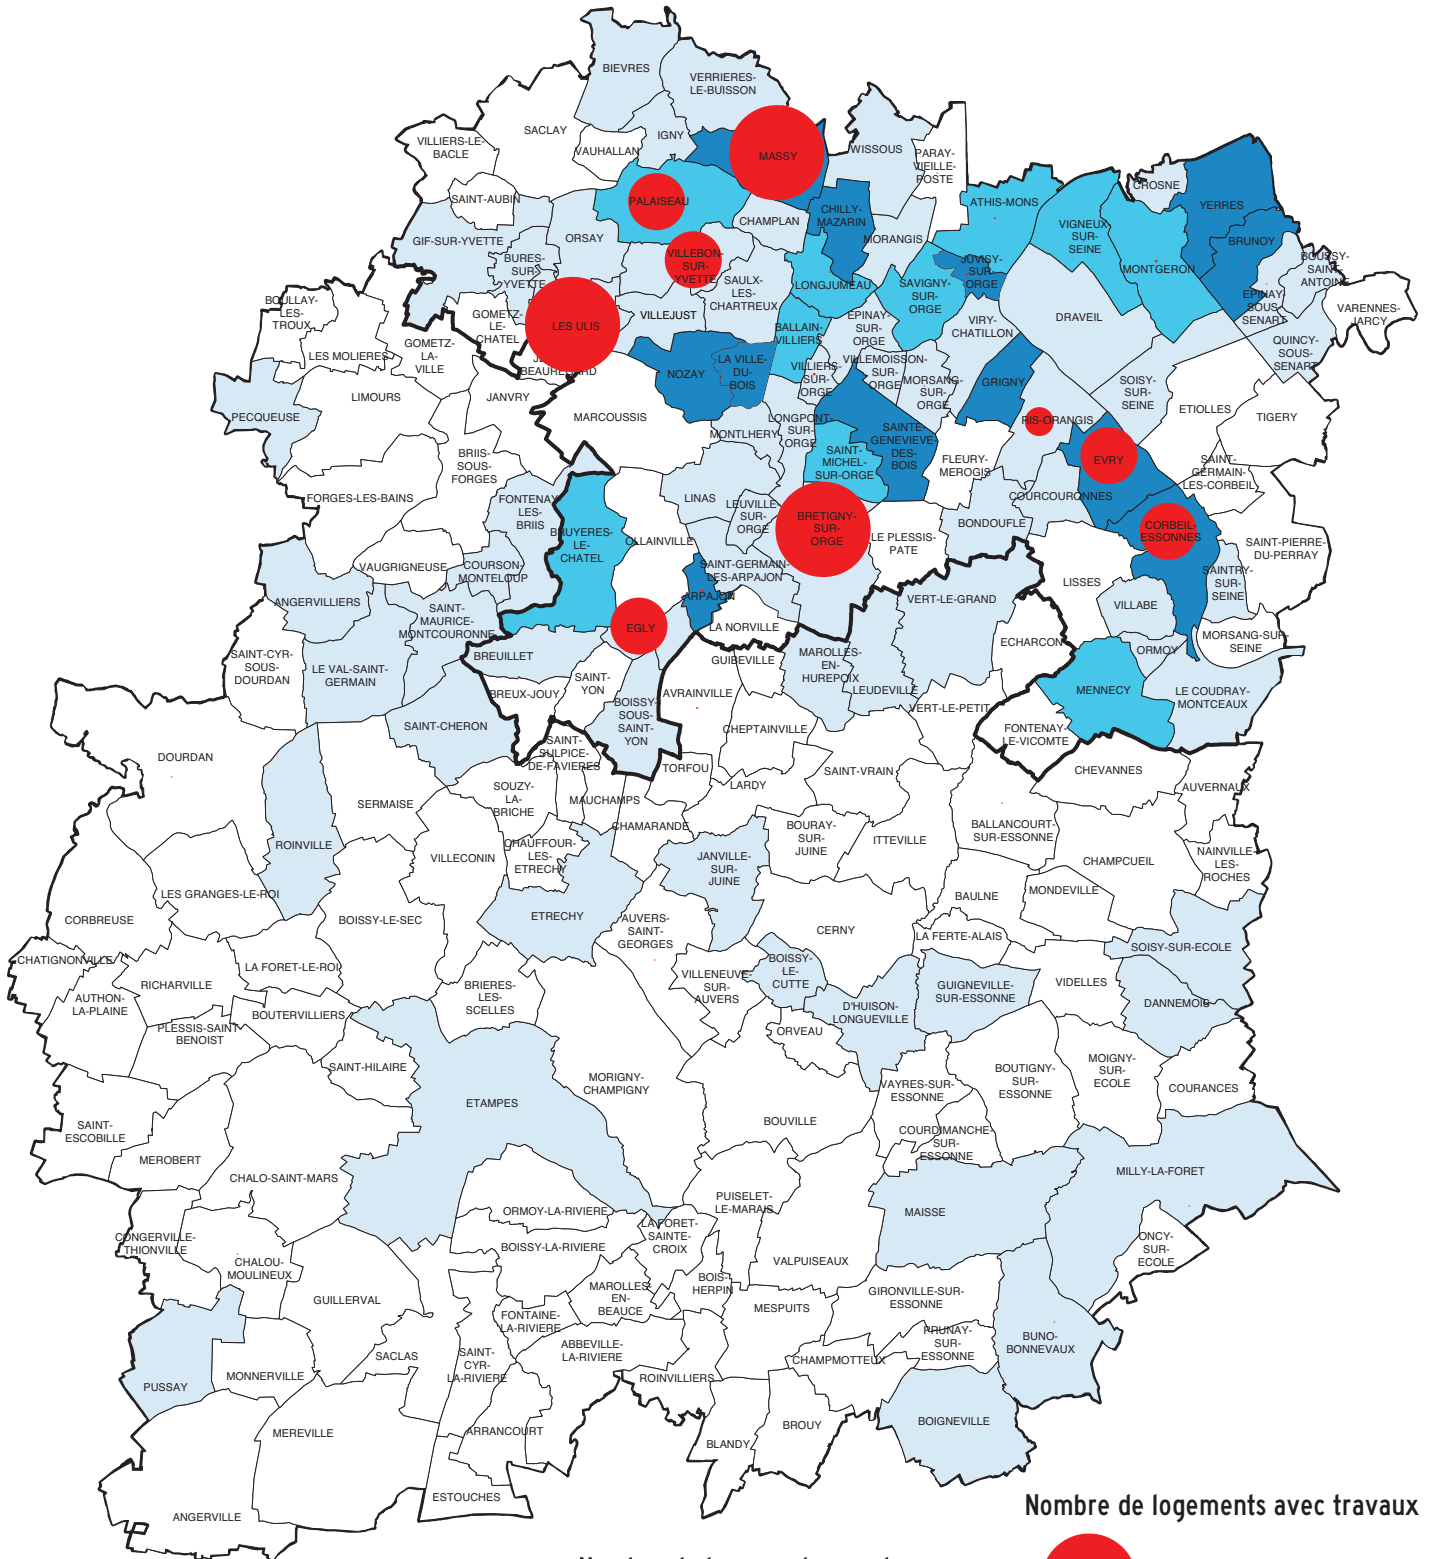 BIEVRES
VERRIERES-
LE-BUISSON
SACLAY
IGNY
VILLIERS-LE-
BACLE
VAUHALLAN
MASSY
WISSOUS
PARAY-
VIEILLE-
POSTE
CROSNE
SAINT-AUBIN
PALAISEAU
ATHIS-MONS
YERRES
CHILLY-
MAZARIN
CHAMPLAN
VIGNEUX
SUR-
SEINE
GIF-SUR-YVETTE
ORSAY
MORANGIS
BRUNOY
BURES-
SUR-
YVETTE
VILLEBON-
SUR-
YVETTE
JUVISY-
SUR-
ORGE
MONTGERON
BOUSSY-
SAINT-
ANTOINE
SAULX-
LES-
CHARTREUX
LONGJUMEAU
SAVIGNY-
SUR-
ORGE
EPINAY-
SOUS-
SENART
BOULLAY-
LES-
TROUX
GOMETZ-
LE-
CHATEL
LES ULIS
VILLEJUST
EPINAY-
SUR-
ORGE
VIRY-
CHATILLON
DRAVEIL
VARENNES-
JARCY
BALLAIN-
VILLIERS
QUINCY-
SOUS-
SENART
GOMETZ-
LA-
VILLE
LES MOLIERES
NOZAY
LA VILLE-
DU-
BOIS
VILLIERS-
SUR-
ORGE
VILLEMOISSON-
SUR-
ORGE
MORSANG-
SUR-
ORGE
GRIGNY
SOISY-
SUR-
SEINE
LIMOURS
JANVRY
PECQUEUSE
MARCOUSSIS
ETIOLLES
TIGERY
LONGPONT-
SUR-
ORGE
MONTLHERY
SAINTE-
GENEVIEVE-
DES-
BOIS
RIS-ORANGIS
BRIIS-
SOUS-
FORGES
SAINT-
MICHEL-
SUR-ORGE
FLEURY-
MEROGIS
EVRY
SAINT-
GERMAIN-
LES-CORBEIL
FORGES-LES-BAINS
FONTENAY
LES-
BRIIS
LINAS
LEUVILLE-
SUR-
ORGE
COURCOURONNES
BRETIGNY-
SUR-
ORGE
BONDOUFLE
CORBEIL-
ESSONNES
BRUYERES-
LE-
CHATEL
OLLAINVILLE
LE PLESSIS-
PATE
SAINT-PIERRE-
DU-PERRAY
VAUGRIGNEUSE
COURSON-
MONTELOUP
SAINT-GERMAIN-
LES-ARPAJON
SAINTRY-
SUR-
SEINE
LISSES
ANGERVILLIERS
ARPAJON
VERT-LE-GRAND
VILLABE
SAINT-
MAURICE-
MONTCOURONNE
EGLY
LA NORVILLE
ECHARCON
MORSANG-SUR-
SEINE
ORMOY
SAINT-CYR-
SOUS-
DOURDAN
LE VAL-SAINT-
GERMAIN
BREUILLET
GUIBEVILLE
MAROLLES-
EN-
HUREPOIX
LEUDEVILLE
MENNECY
LE COUDRAY-
MONTCEAUX
BREUX-JOUY
SAINT-
YON
AVRAINVILLE
BOISSY-
SOUS-
SAINT-
YON
VERT-LE-PETIT
SAINT-CHERON
CHEPTAINVILLE
FONTENAY-
LE-VICOMTE
DOURDAN
SAINT-
SULPICE-
DE-FAVIERES
TORFOU
SAINT-VRAIN
CHEVANNES
SOUZY-
LA-
BRICHE
LARDY
AUVERNAUX
SERMAISE
MAUCHAMPS
CHAMARANDE
BOURAY-
SUR-
JUINE
ITTEVILLE
BALLANCOURT-
SUR-ESSONNE
ROINVILLE
VILLECONIN
CHAUFFOUR-
LES-
ETRECHY
JANVILLE-
SUR-
JUINE
CHAMPCUEIL
NAINVILLE-
LES-
ROCHES
LES GRANGES-LE-ROI
BAULNE
MONDEVILLE
CORBREUSE
BOISSY-LE-SEC
ETRECHY
AUVERS-
SAINT-
GEORGES
CERNY
LA FERTE-ALAIS
SOISY-SUR-ECOLE
CHATIGNONVILLE
LA FORET-LE-ROI
BOISSY-
LE-
CUTTE
RICHARVILLE
BRIERES-
LES-
SCELLES
VILLENEUVE-
SUR-
AUVERS
GUIGNEVILLE-
SUR-ESSONNE
VIDELLES
AUTHON-
LA-PLAINE
BOUTERVILLIERS
D'HUISON-
LONGUEVILLE
DANNEMOIS
PLESSIS-SAINT-
BENOIST
ORVEAU
SAINT-HILAIRE
MORIGNY-
CHAMPIGNY
MOIGNY-
SUR-
ECOLE
BOUTIGNY-
SUR-
ESSONNE
VAYRES-SUR-
ESSONNE
COURANCES
ETAMPES
BOUVILLE
SAINT-
ESCOBILLE
COURDIMANCHE-
SUR-
ESSONNE
MEROBERT
CHALO-SAINT-MARS
MILLY-LA-FORET
PUISELET-
LE-MARAIS
ORMOY-LA-RIVIERE
MAISSE
CONGERVILLE-
THIONVILLE
LA FORET-
SAINTE-
CROIX
ONCY-
SUR-
ECOLE
BOISSY-LA-RIVIERE
CHALOU-
MOULINEUX
VALPUISEAUX
BOIS-
HERPIN
GUILLERVAL
MAROLLES-
EN-
BEAUCE
GIRONVILLE-SUR-
ESSONNE
MESPUITS
FONTAINE-
LA-RIVIERE
PRUNAY-
SUR-
ESSONNE
BUNO-
BONNEVAUX
ABBEVILLE-
LA-RIVIERE
SACLAS
SAINT-
CYR-
LA-RIVIERE
CHAMPMOTTEUX
PUSSAY
MONNERVILLE
ROINVILLIERS
MEREVILLE
ARRANCOURT
BROUY
BOIGNEVILLE
BLANDY
ESTOUCHES
ANGERVILLE
Nombre de logements avec travaux